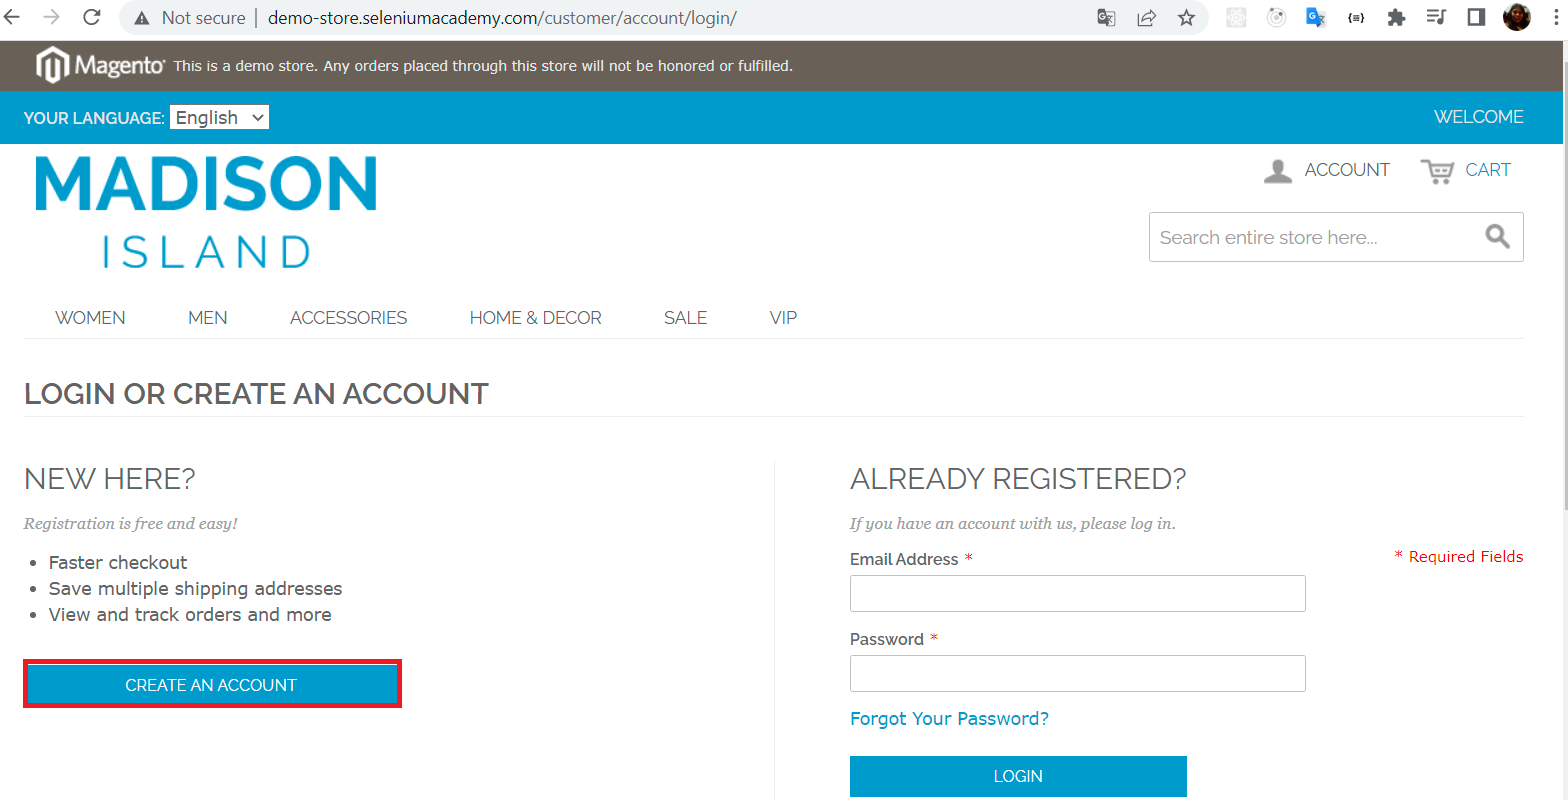 Not secure | demo-store.seleniumacademy.com/customer/account/login/
Magento This is a demo store. Any orders placed through this store will not be honored or fulfilled.
YOUR LANGUAGE: English WELCOME
MADISON
ISLAND
ACCOUNT CART
Search entire store here...
WOMEN MEN ACCESSORIES HOME & DECOR SALE VIP
LOGIN OR CREATE AN ACCOUNT
NEW HERE?
Registration is free and easy!
• Faster checkout
• Save multiple shipping addresses
• View and track orders and more
CREATE AN ACCOUNT
ALREADY REGISTERED?
If you have an account with us, please log in.
* Required Fields
Email Address *
Password *
Forgot Your Password?
LOGIN